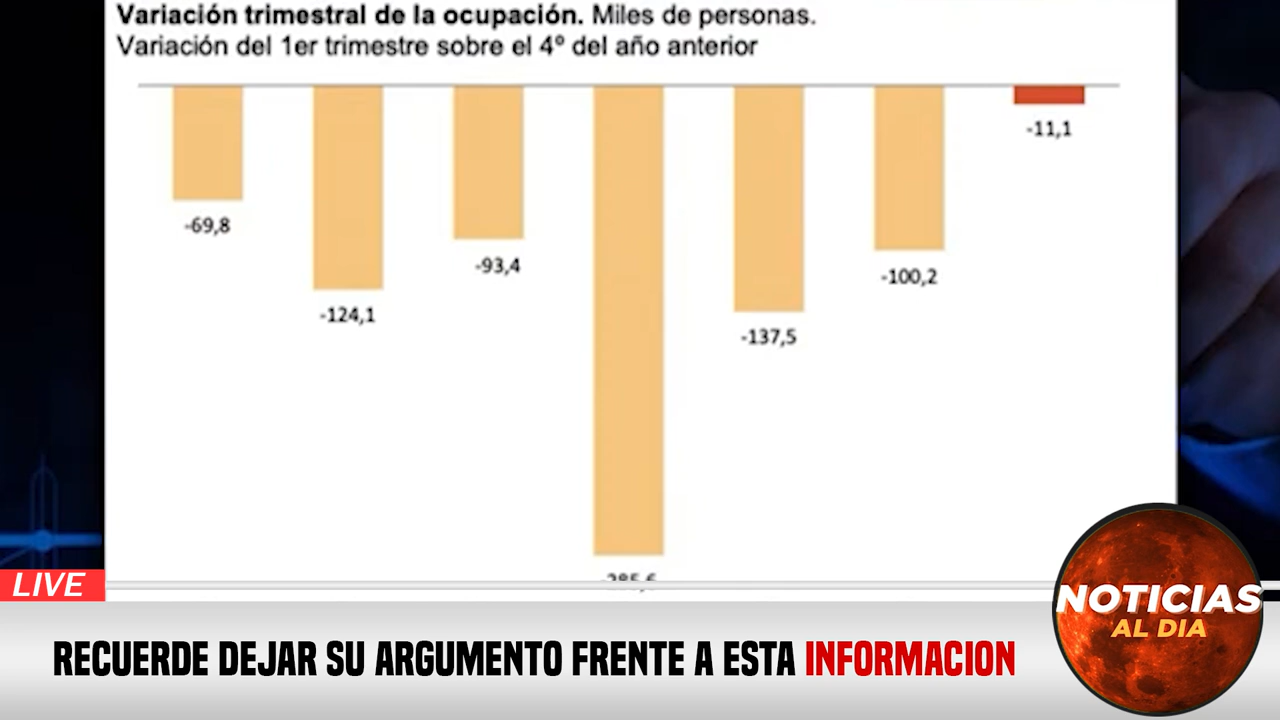 Variación trimestral de la ocupación. Miles de personas.
Variación del 1er trimestre sobre el 4º del año anterior
-11,1
-69,8
-93,4
-100,2
-124,1
-137,5
-285,6
LIVE
NOTICIAS
AL DIA
RECUERDE DEJAR SU ARGUMENTO FRENTE A ESTA INFORMACION